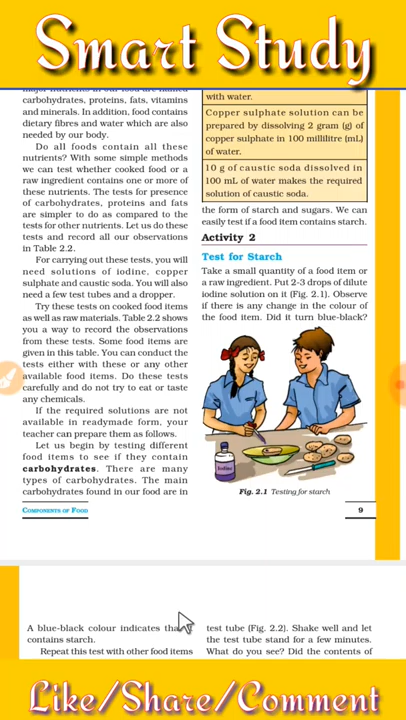 Smart Study
major nutrients in our food are named
carbohydrates, proteins, fats, vitamins
and minerals. In addition, food contains
dietary fibres and water which are also
needed by our body.
Do all foods contain all these
nutrients? With some simple methods
we can test whether cooked food or a
raw ingredient contains one or more of
these nutrients. The tests for presence
of carbohydrates, proteins and fats
are simpler to do as compared to the
tests for other nutrients. Let us do these
tests and record all our observations
in Table 2.2.
For carrying out these tests, you will
need solutions of iodine, copper
sulphate and caustic soda. You will also
need a few test tubes and a dropper.
Try these tests on cooked food items
as well as raw materials. Table 2.2 shows
you a way to record the observations
from these tests. Some food items are
given in this table. You can conduct the
tests either with these or any other
available food items. Do these tests
carefully and do not try to eat or taste
any chemicals.
If the required solutions are not
available in readymade form, your
teacher can prepare them as follows.
Let us begin by testing different
food items to see if they contain
carbohydrates. There are many
types of carbohydrates. The main
carbohydrates found in our food are in
with water.
Copper sulphate solution can be
prepared by dissolving 2 gram (g) of
copper sulphate in 100 millilitre (mL)
of water.
10 g of caustic soda dissolved in
100 mL of water makes the required
solution of caustic soda.
the form of starch and sugars. We can
easily test if a food item contains starch.
Activity 2
Test for Starch
Take a small quantity of a food item or
a raw ingredient. Put 2-3 drops of dilute
iodine solution on it (Fig. 2.1). Observe
if there is any change in the colour of
the food item. Did it turn blue-black?
Iodine
Fig. 2.1 Testing for starch
COMPONENTS OF FOOD
9
A blue-black colour indicates
contains starch.
Repeat this test with other food items
test tube (Fig. 2.2). Shake well and let
the test tube stand for a few minutes.
What do you see? Did the contents of
Like/Share/Comment